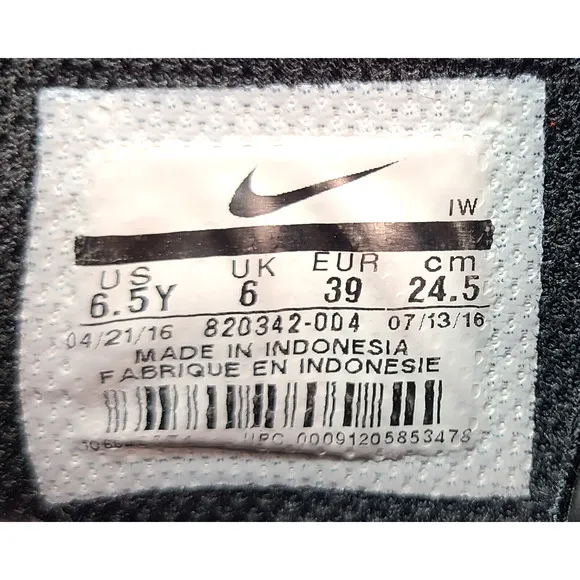 IW
US UK EUR cm
6.5Y 6 39 24.5
04/21/16 820342-004 07/13/16
MADE IN INDONESIA
FABRIQUE EN INDONESIE
UPC 00091205853478